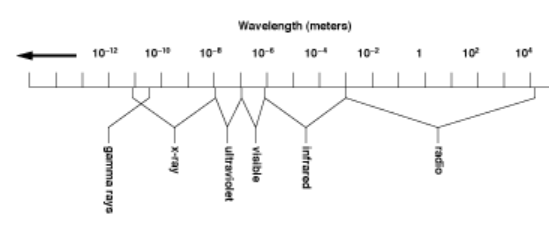 Wavelength (meters)
10⁻¹² 10⁻¹⁰ 10⁻⁸ 10⁻⁶ 10⁻⁴ 10⁻² 1 10² 10⁴
gamma rays
x-ray
ultraviolet
visible
infrared
radio